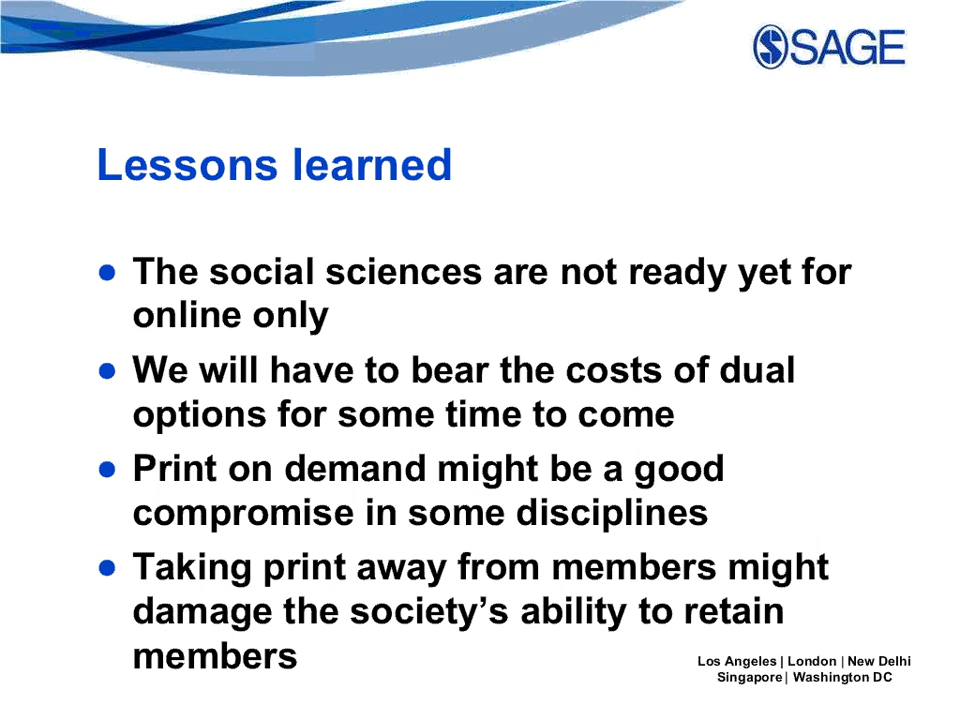 SAGE
Lessons learned
● The social sciences are not ready yet for
online only
● We will have to bear the costs of dual
options for some time to come
● Print on demand might be a good
compromise in some disciplines
● Taking print away from members might
damage the society’s ability to retain
members
Los Angeles | London | New Delhi
Singapore | Washington DC